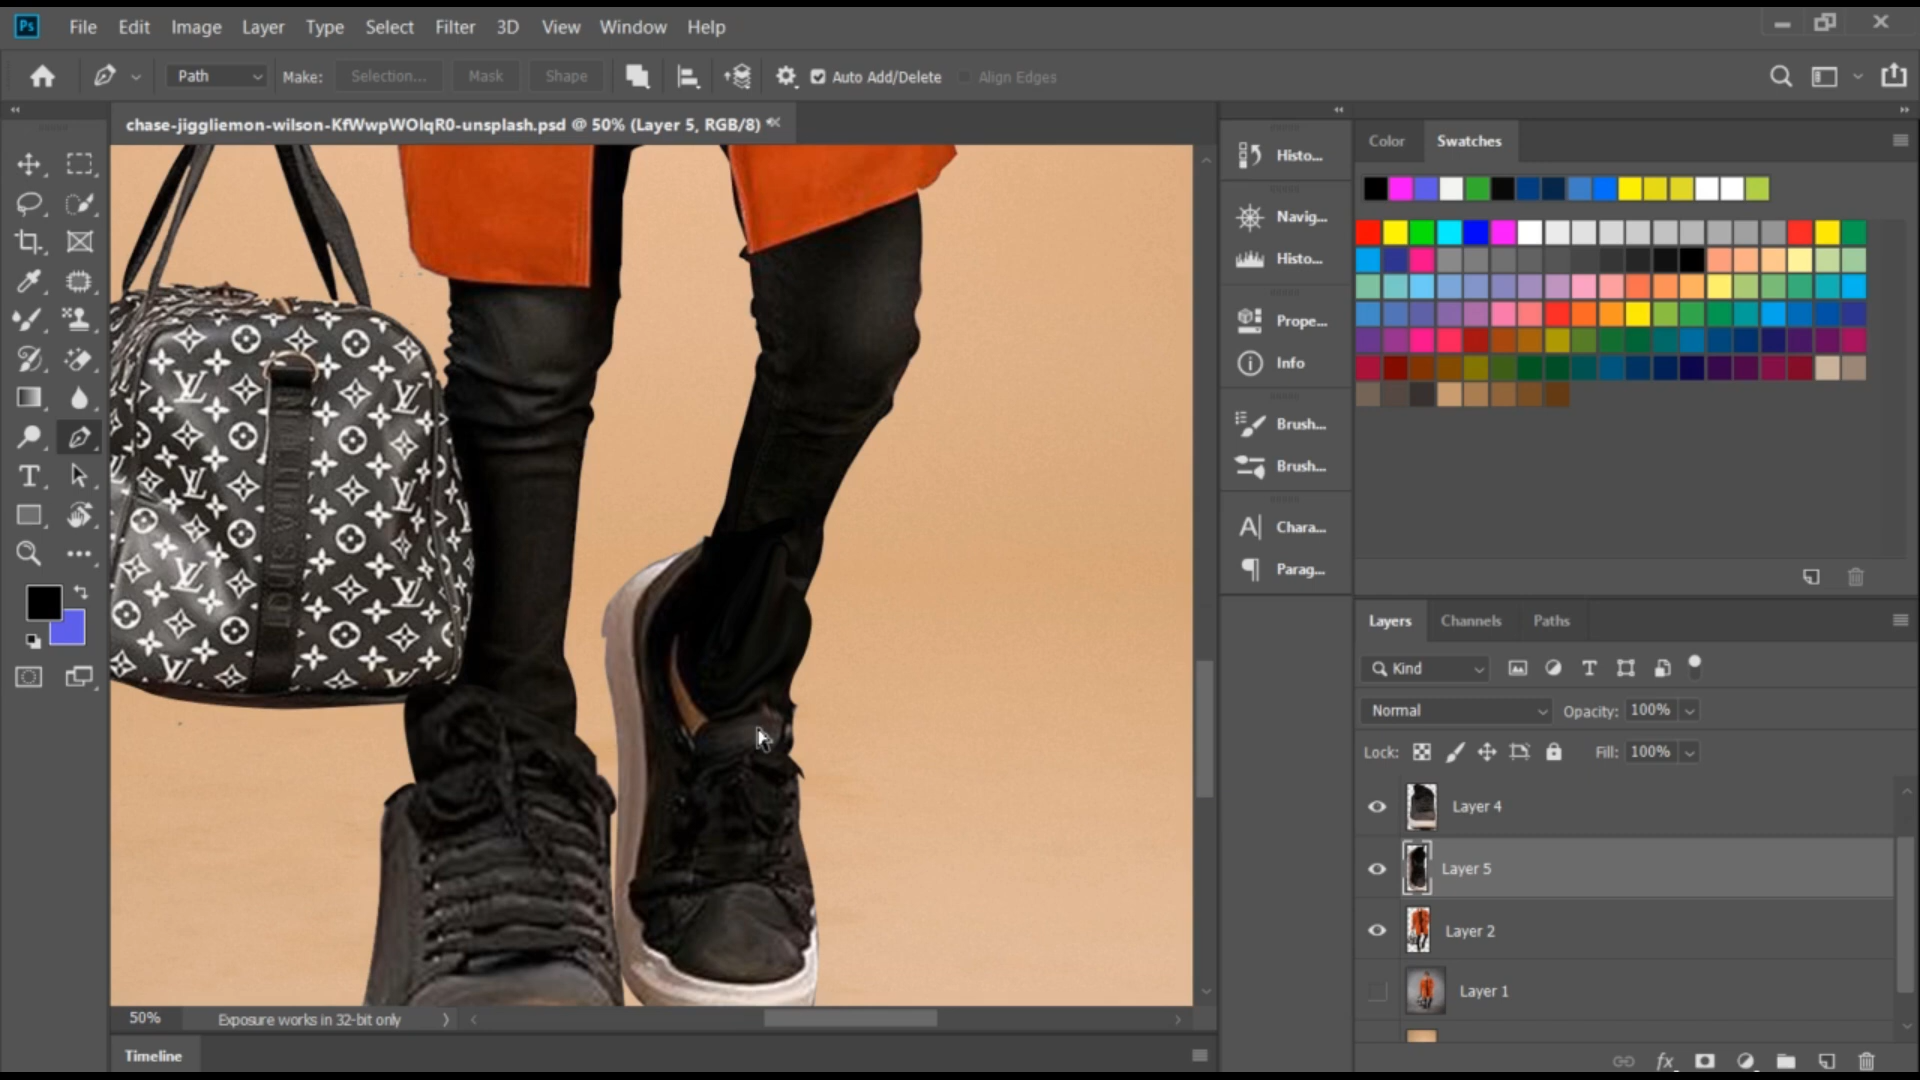 Ps File Edit Image Layer Type Select Filter 3D View Window Help
Path Make: Selection... Mask Shape Auto Add/Delete Align Edges
chase-jiggliemon-wilson-KfWwpWOIqR0-unsplash.psd @ 50% (Layer 5, RGB/8) *
Histo...
Navig...
Histo...
Prope...
Info
Brush...
Brush...
Chara...
Parag...
Color Swatches
Layers Channels Paths
Kind
Normal Opacity: 100%
Lock: Fill: 100%
Layer 4
Layer 5
Layer 2
Layer 1
fx
50% Exposure works in 32-bit only
Timeline